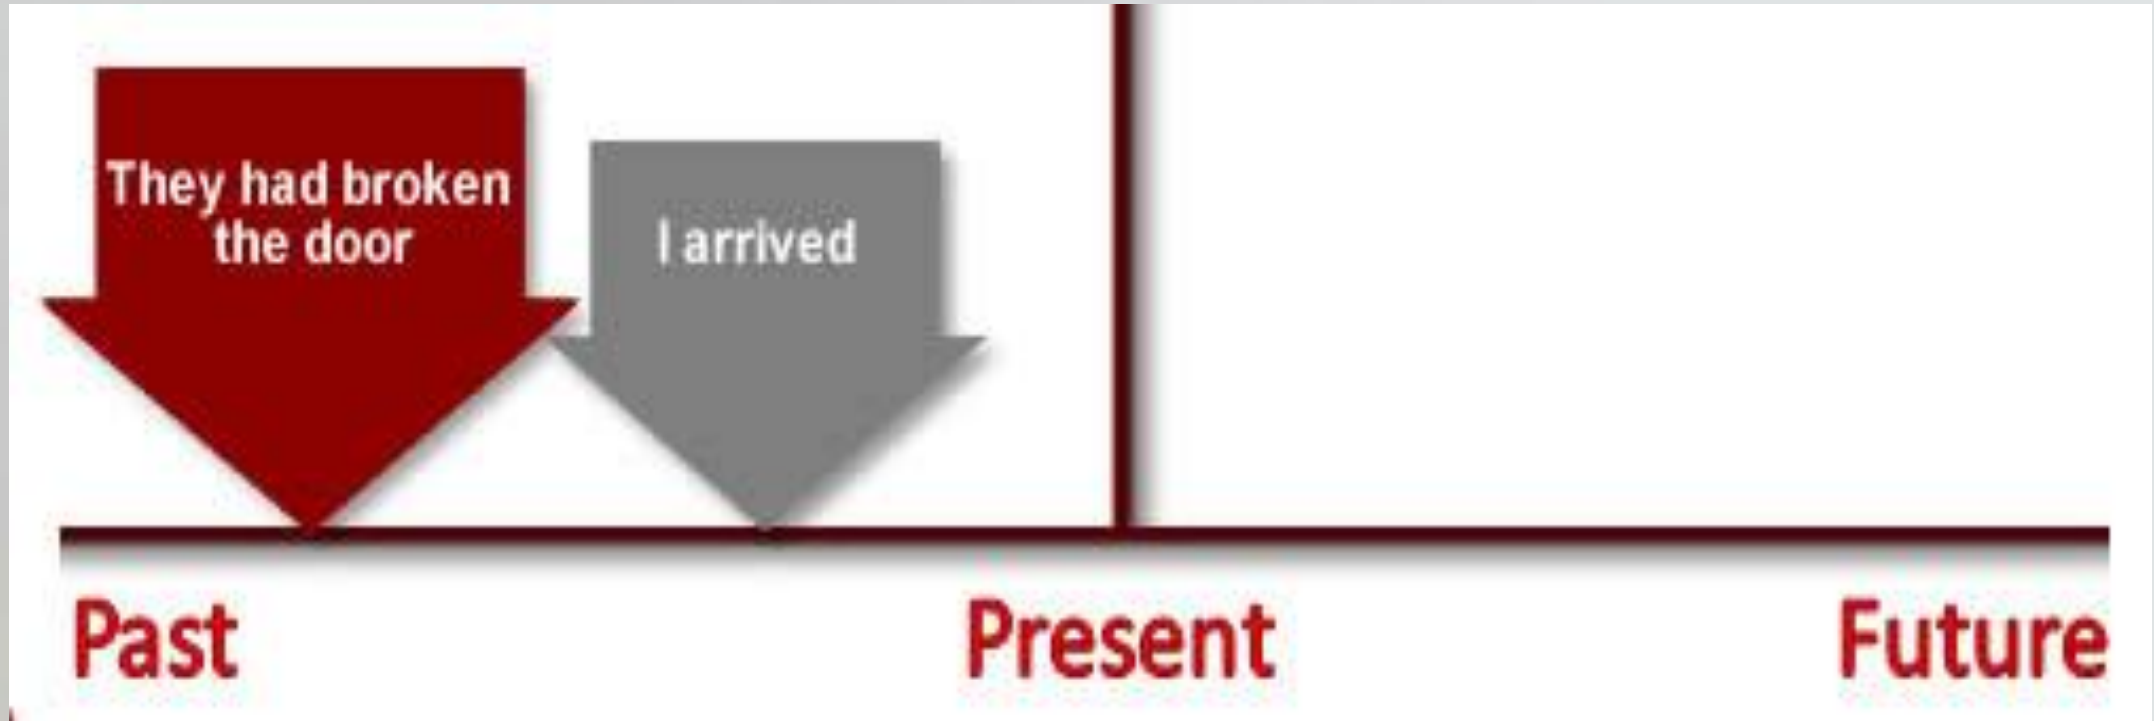 They had broken
the door
I arrived
Past
Present
Future